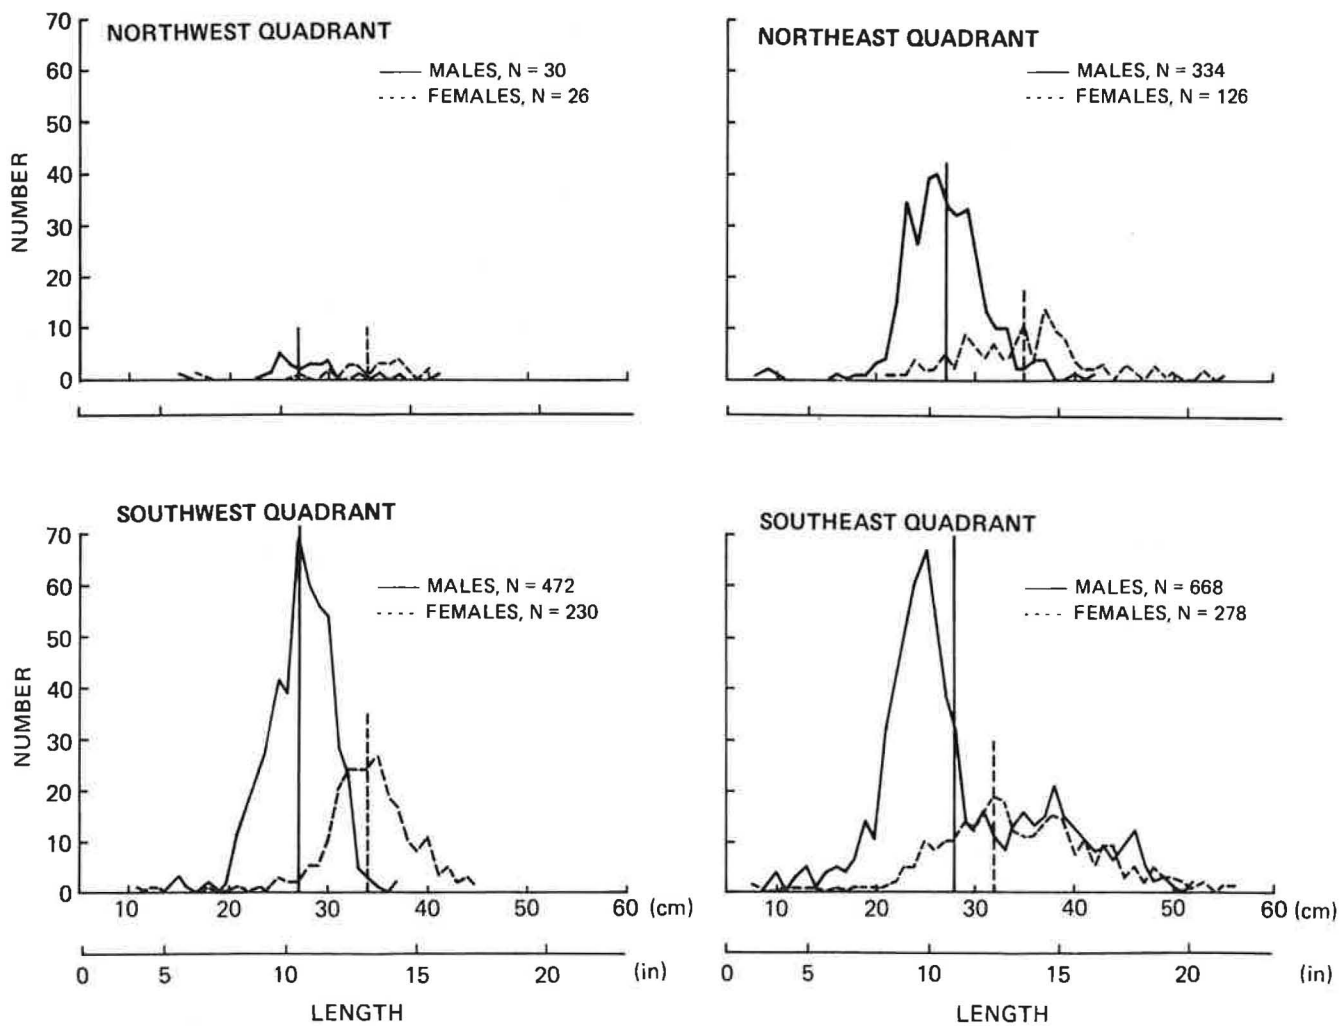 NORTHWEST QUADRANT
MALES, N = 30
FEMALES, N = 26
NUMBER
70
60
50
40
30
20
10
0
NORTHEAST QUADRANT
MALES, N = 334
FEMALES, N = 126
SOUTHWEST QUADRANT
MALES, N = 472
FEMALES, N = 230
NUMBER
70
60
50
40
30
20
10
0
10 20 30 40 50 60 (cm)
0 5 10 15 20 (in)
LENGTH
SOUTHEAST QUADRANT
MALES, N = 668
FEMALES, N = 278
10 20 30 40 50 60 (cm)
0 5 10 15 20 (in)
LENGTH